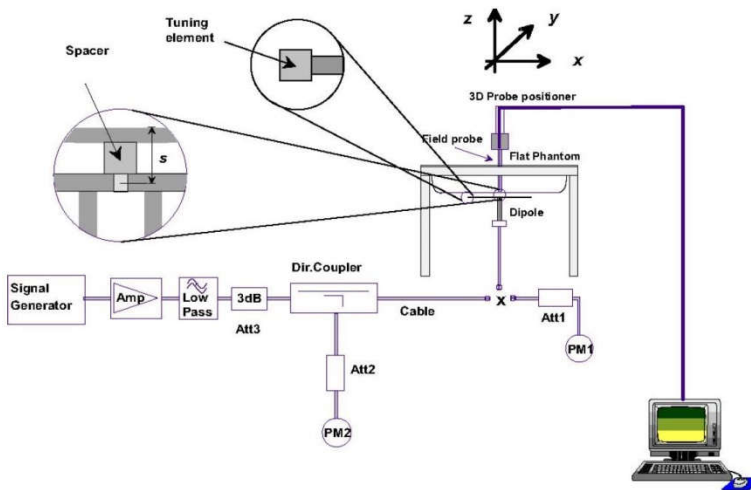 Tuning
element
z
y
x
Spacer
3D Probe positioner
s
Field probe
Flat Phantom
Dipole
Dir.Coupler
Signal
Generator
Amp
Low
Pass
3dB
Cable
x
Att3
Att1
PM1
Att2
PM2